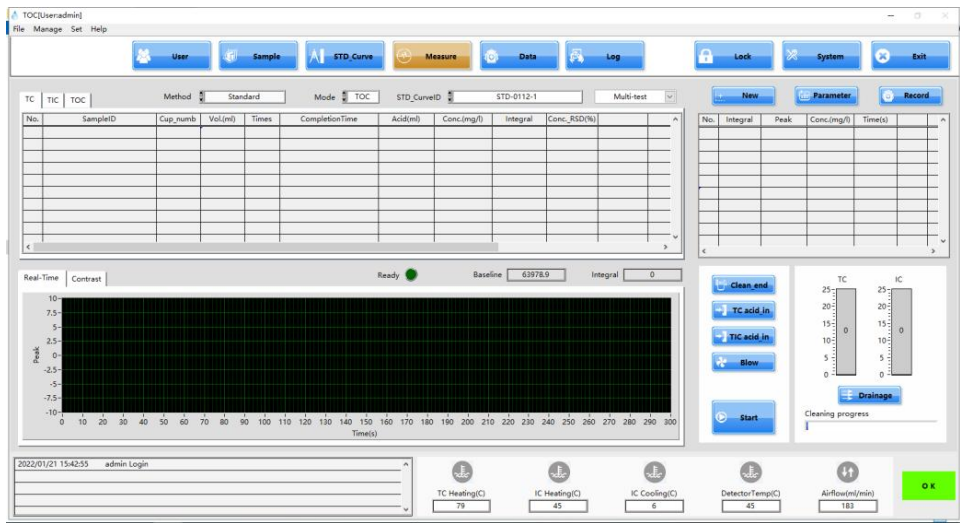 TOC[User:admin]
File Manage Set Help
User Sample STD_Curve Measure Data Log Lock System Exit
TC TIC TOC Method Standard Mode TOC STD_CurveID STD-0112-1 Multi-test New Parameter Record
No. SampleID Cup_numb Vol.(ml) Times CompletionTime Acid(ml) Conc.(mg/l) Integral Conc._RSD(%)
No. Integral Peak Conc.(mg/l) Time(s)
Real-Time Contrast Ready Baseline 63978.9 Integral 0
10
7.5
5
2.5
0
-2.5
-5
-7.5
-10
Peak
0 10 20 30 40 50 60 70 80 90 100 110 120 130 140 150 160 170 180 190 200 210 220 230 240 250 260 270 280 290 300
Time(s)
Clean_end
TC acid_in
TIC acid_in
Blow
Start
TC IC
25 25
20 20
15 15
0 0
10 10
5 5
0 0
Drainage
Cleaning progress
2022/01/21 15:42:55 admin Login
TC Heating(C) IC Heating(C) IC Cooling(C) DetectorTemp(C) Airflow(ml/min)
79 45 6 45 183
O K